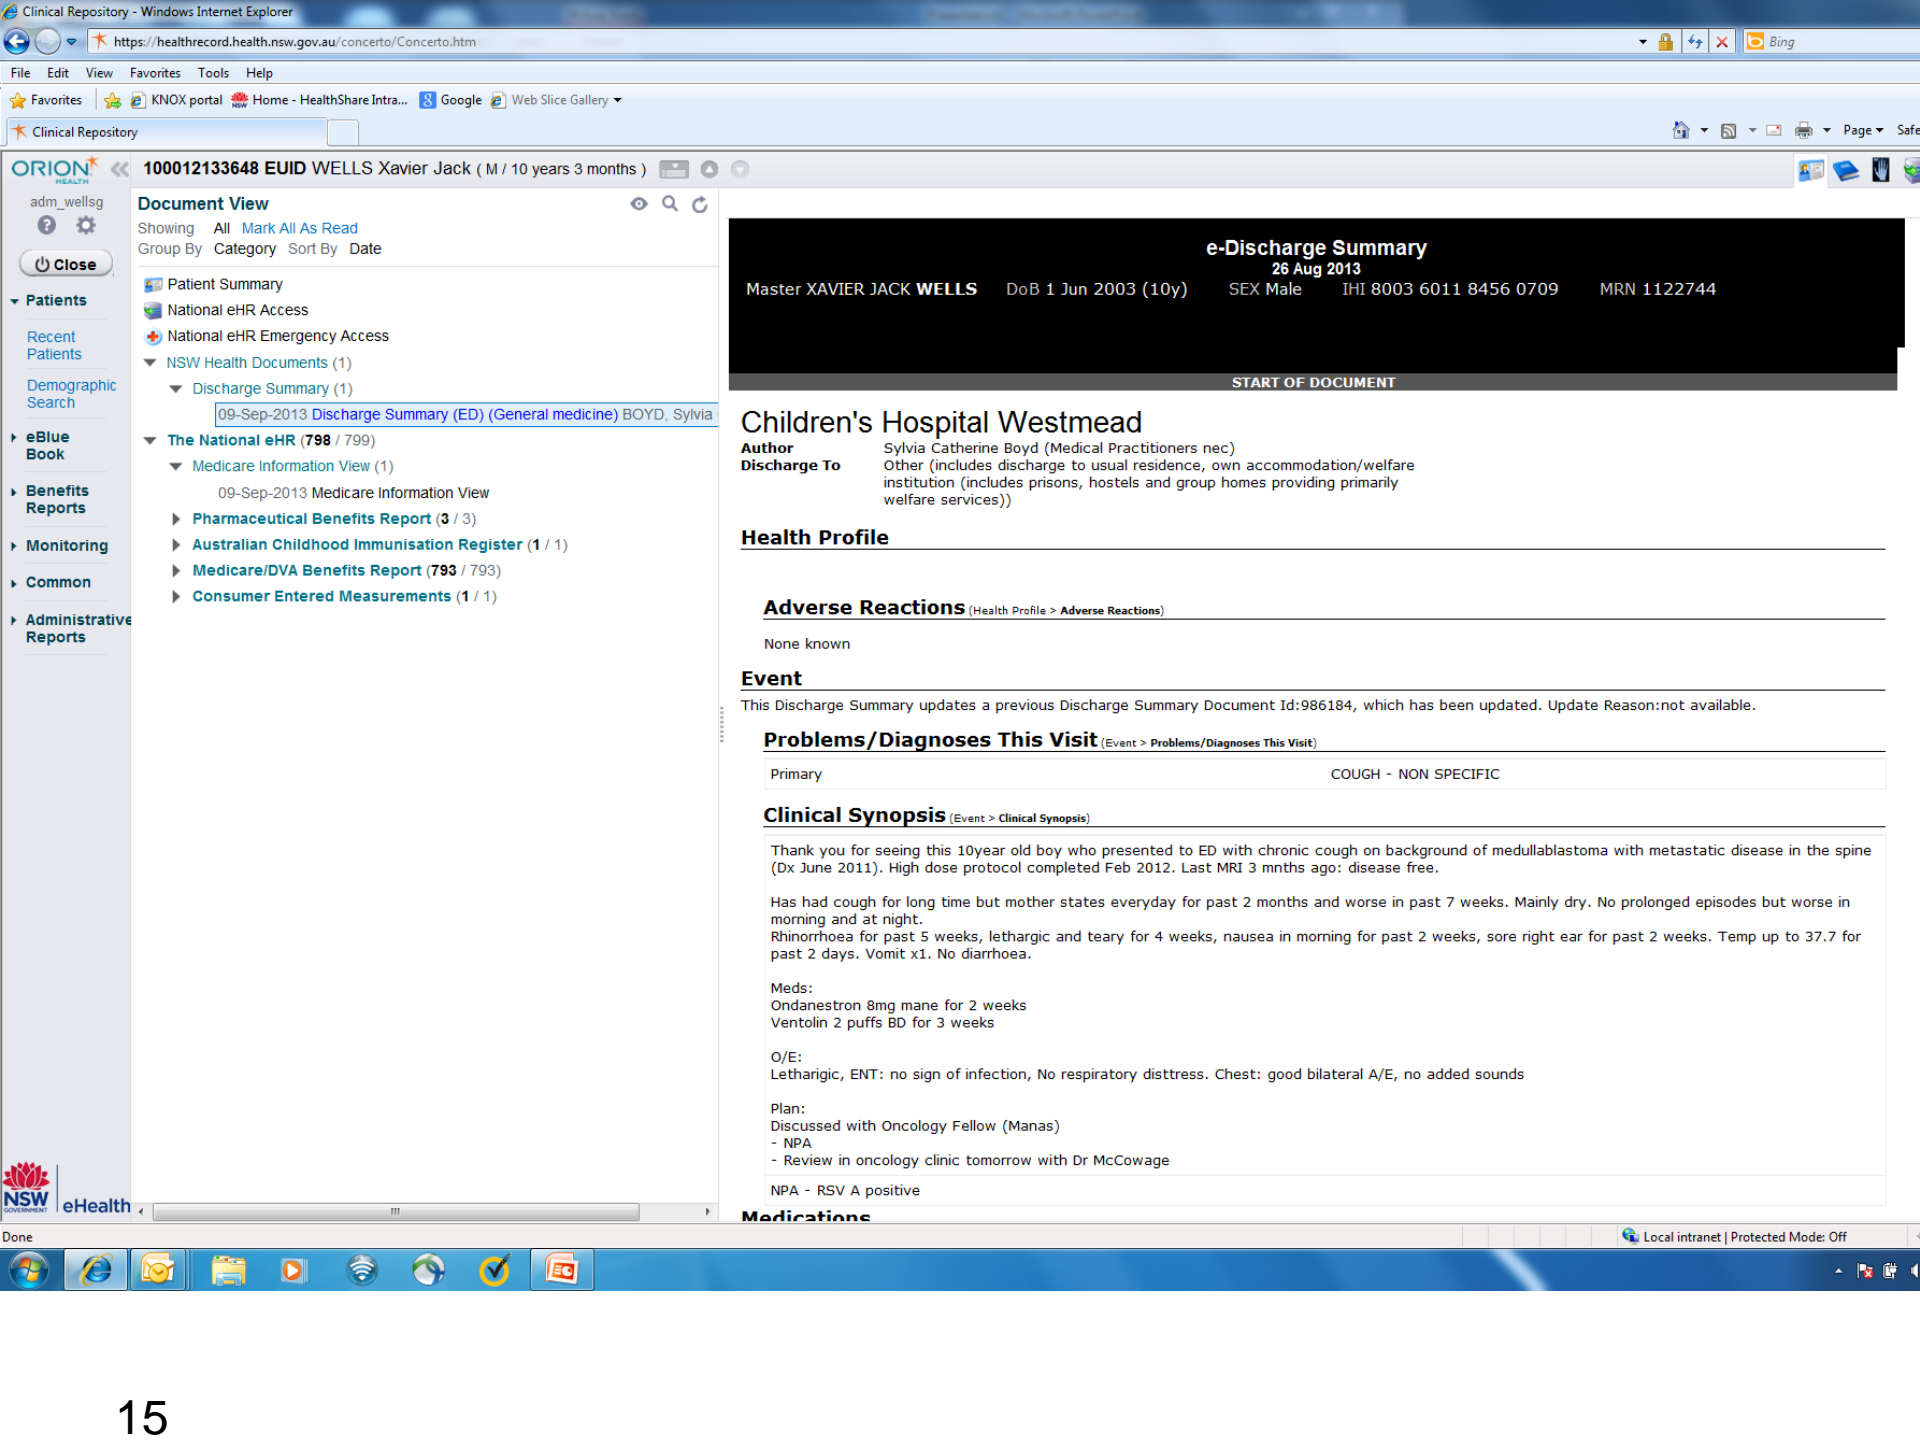 Clinical Repository - Windows Internet Explorer
https://healthrecord.health.nsw.gov.au/concerto/Concerto.htm
Bing
File Edit View Favorites Tools Help
Favorites KNOX portal Home - HealthShare Intra... Google Web Slice Gallery
Clinical Repository
Page Safe
ORION HEALTH
100012133648 EUID WELLS Xavier Jack ( M / 10 years 3 months )
adm_wellsg
Close
Patients
Recent
Patients
Demographic
Search
eBlue
Book
Benefits
Reports
Monitoring
Common
Administrative
Reports
NSW
GOVERNMENT
eHealth
Document View
Showing All Mark All As Read
Group By Category Sort By Date
Patient Summary
National eHR Access
National eHR Emergency Access
NSW Health Documents (1)
Discharge Summary (1)
09-Sep-2013 Discharge Summary (ED) (General medicine) BOYD, Sylvia
The National eHR (798 / 799)
Medicare Information View (1)
09-Sep-2013 Medicare Information View
Pharmaceutical Benefits Report (3 / 3)
Australian Childhood Immunisation Register (1 / 1)
Medicare/DVA Benefits Report (793 / 793)
Consumer Entered Measurements (1 / 1)
e-Discharge Summary
26 Aug 2013
Master XAVIER JACK WELLS DoB 1 Jun 2003 (10y) SEX Male IHI 8003 6011 8456 0709 MRN 1122744
START OF DOCUMENT
Children's Hospital Westmead
Author Sylvia Catherine Boyd (Medical Practitioners nec)
Discharge To Other (includes discharge to usual residence, own accommodation/welfare
institution (includes prisons, hostels and group homes providing primarily
welfare services))
Health Profile
Adverse Reactions (Health Profile > Adverse Reactions)
None known
Event
This Discharge Summary updates a previous Discharge Summary Document Id:986184, which has been updated. Update Reason:not available.
Problems/Diagnoses This Visit (Event > Problems/Diagnoses This Visit)
Primary COUGH - NON SPECIFIC
Clinical Synopsis (Event > Clinical Synopsis)
Thank you for seeing this 10year old boy who presented to ED with chronic cough on background of medullablastoma with metastatic disease in the spine
(Dx June 2011). High dose protocol completed Feb 2012. Last MRI 3 mnths ago: disease free.
Has had cough for long time but mother states everyday for past 2 months and worse in past 7 weeks. Mainly dry. No prolonged episodes but worse in
morning and at night.
Rhinorrhoea for past 5 weeks, lethargic and teary for 4 weeks, nausea in morning for past 2 weeks, sore right ear for past 2 weeks. Temp up to 37.7 for
past 2 days. Vomit x1. No diarrhoea.
Meds:
Ondanestron 8mg mane for 2 weeks
Ventolin 2 puffs BD for 3 weeks
O/E:
Letharigic, ENT: no sign of infection, No respiratory disttress. Chest: good bilateral A/E, no added sounds
Plan:
Discussed with Oncology Fellow (Manas)
- NPA
- Review in oncology clinic tomorrow with Dr McCowage
NPA - RSV A positive
Medications
Done
Local intranet | Protected Mode: Off
15